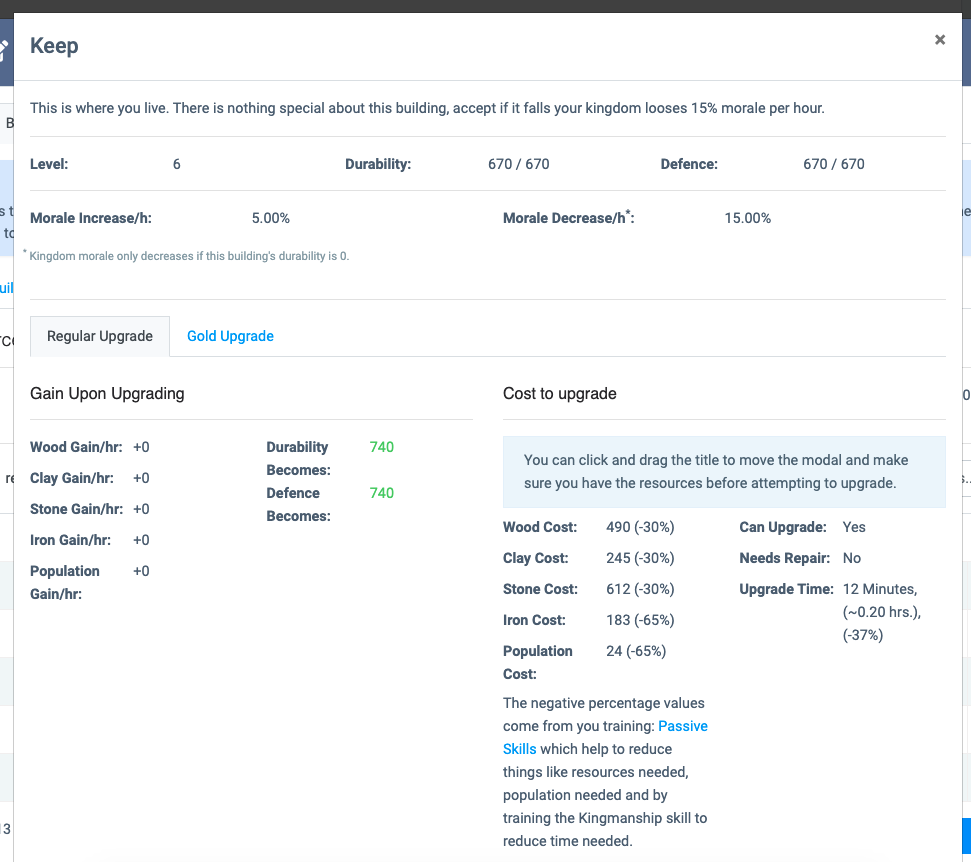 Keep
×
This is where you live. There is nothing special about this building, accept if it falls your kingdom looses 15% morale per hour.
Level: 6 Durability: 670 / 670 Defence: 670 / 670
Morale Increase/h: 5.00% Morale Decrease/h*: 15.00%
* Kingdom morale only decreases if this building's durability is 0.
Regular Upgrade Gold Upgrade
Gain Upon Upgrading
Wood Gain/hr: +0
Clay Gain/hr: +0
Stone Gain/hr: +0
Iron Gain/hr: +0
Population +0
Gain/hr:
Durability 740
Becomes:
Defence 740
Becomes:
Cost to upgrade
You can click and drag the title to move the modal and make
sure you have the resources before attempting to upgrade.
Wood Cost: 490 (-30%)
Clay Cost: 245 (-30%)
Stone Cost: 612 (-30%)
Iron Cost: 183 (-65%)
Population 24 (-65%)
Cost:
The negative percentage values
come from you training: Passive
Skills which help to reduce
things like resources needed,
population needed and by
training the Kingmanship skill to
reduce time needed.
Can Upgrade: Yes
Needs Repair: No
Upgrade Time: 12 Minutes,
(~0.20 hrs.),
(-37%)